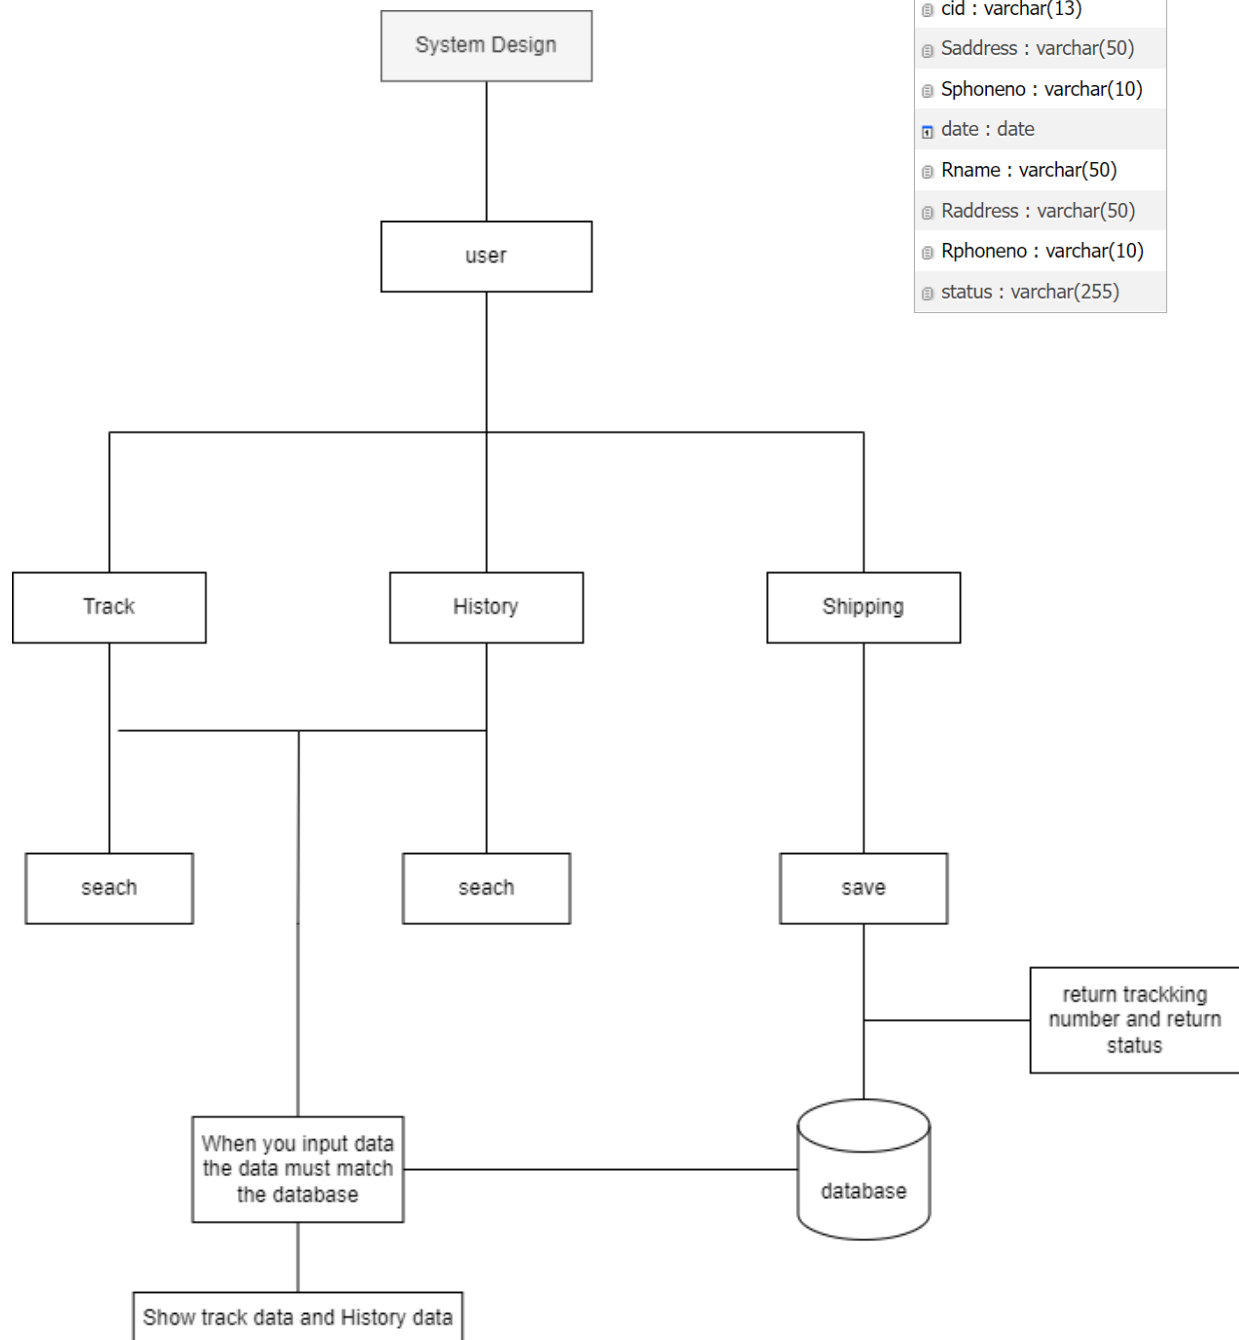 System Design
cid : varchar(13)
Saddress : varchar(50)
Sphoneno : varchar(10)
date : date
Rname : varchar(50)
Raddress : varchar(50)
Rphoneno : varchar(10)
status : varchar(255)
user
Track
History
Shipping
seach
seach
save
return trackking
number and return
status
When you input data
the data must match
the database
database
Show track data and History data